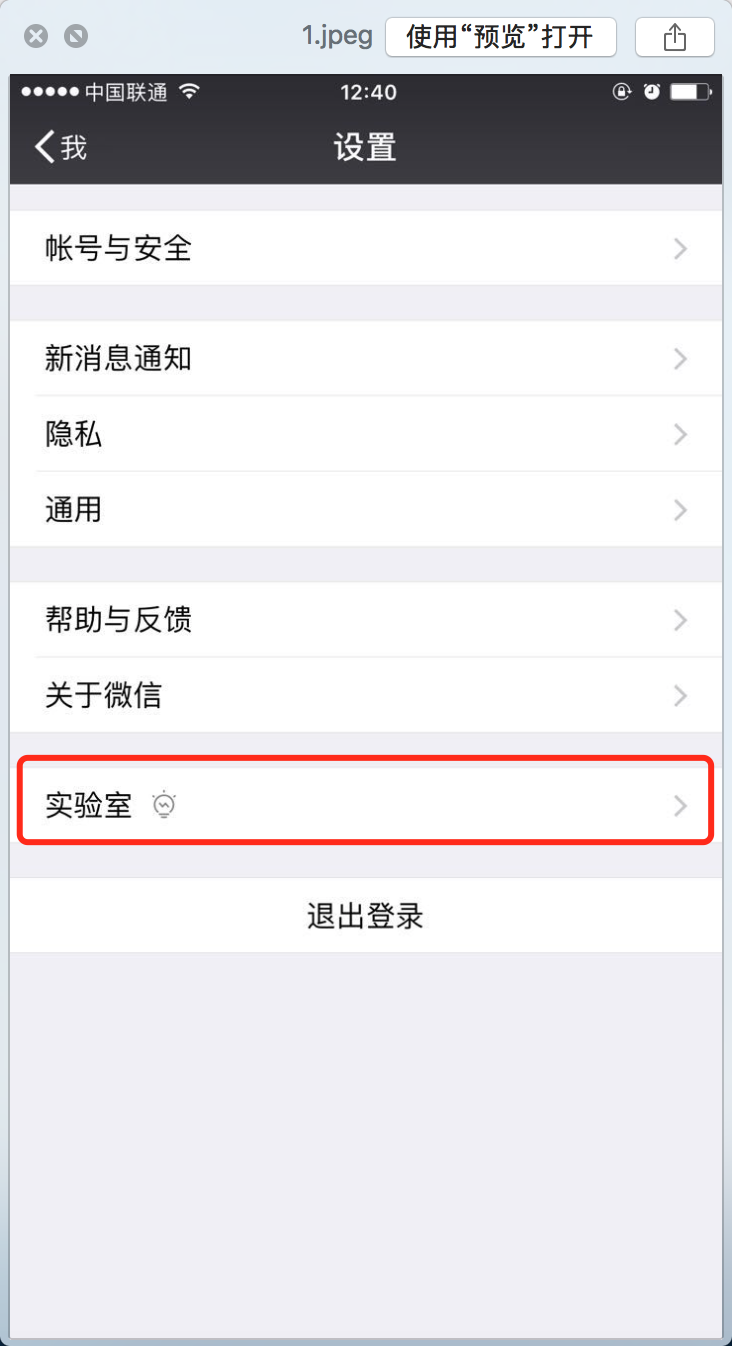 1.jpeg 使用“预览”打开
中国联通 12:40
我 设置
帐号与安全
新消息通知
隐私
通用
帮助与反馈
关于微信
实验室
退出登录